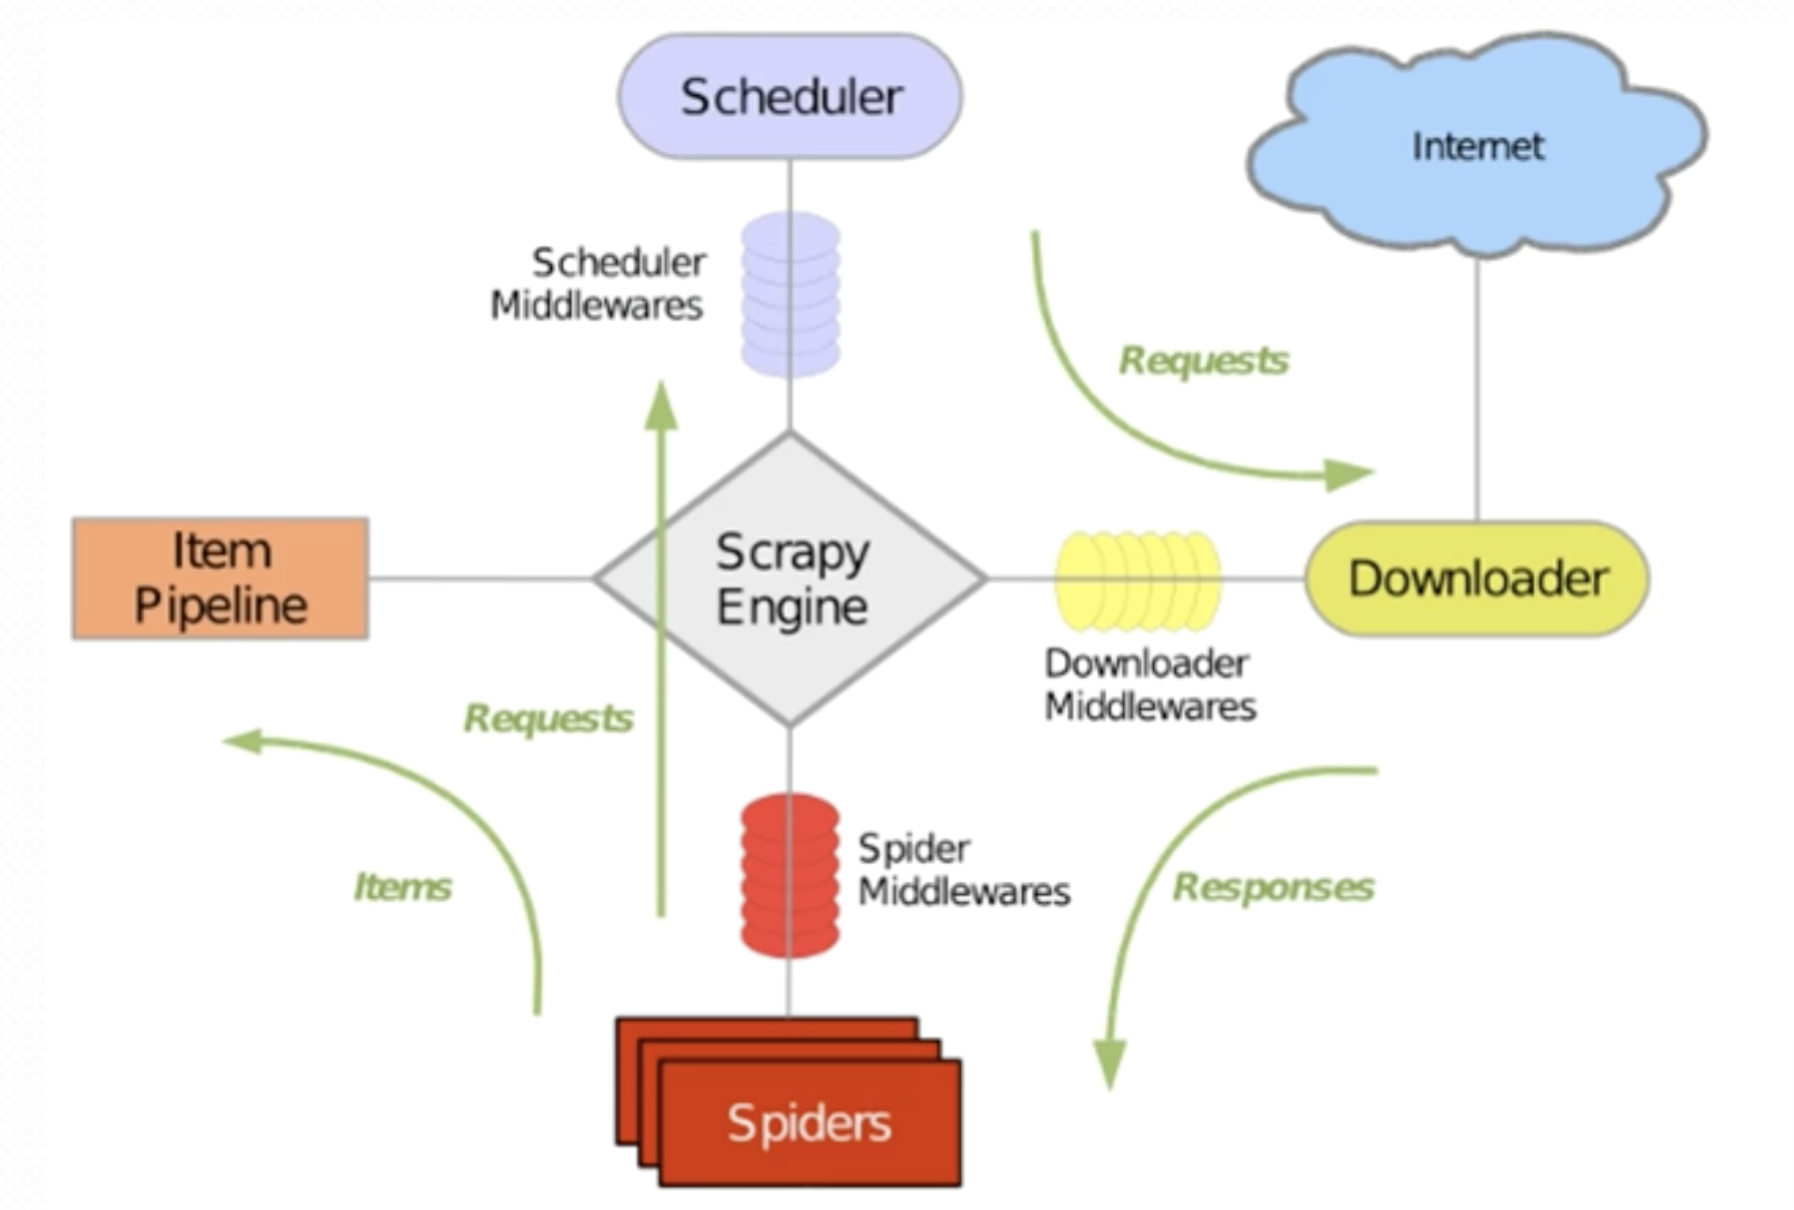 Scheduler
Internet
Scheduler
Middlewares
Requests
Item
Pipeline
Scrapy
Engine
Downloader
Downloader
Middlewares
Requests
Items
Spider
Middlewares
Responses
Spiders